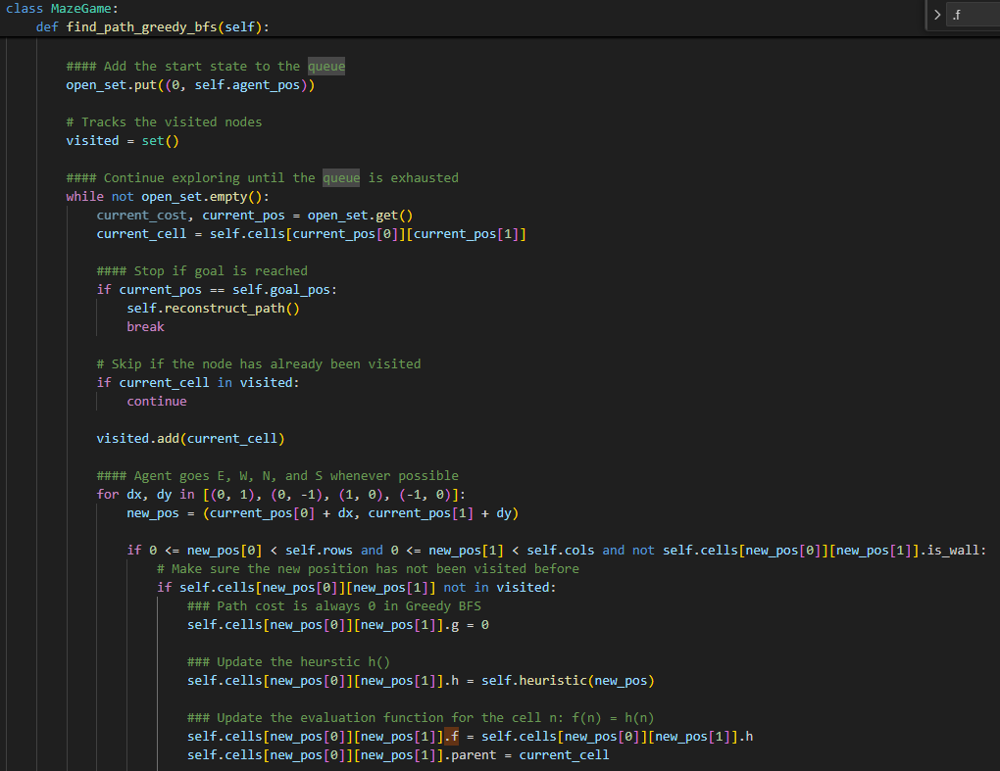 class MazeGame:
    def find_path_greedy_bfs(self):
.f
        #### Add the start state to the queue
        open_set.put((0, self.agent_pos))

        # Tracks the visited nodes
        visited = set()

        #### Continue exploring until the queue is exhausted
        while not open_set.empty():
            current_cost, current_pos = open_set.get()
            current_cell = self.cells[current_pos[0]][current_pos[1]]

            #### Stop if goal is reached
            if current_pos == self.goal_pos:
                self.reconstruct_path()
                break

            # Skip if the node has already been visited
            if current_cell in visited:
                continue

            visited.add(current_cell)

            #### Agent goes E, W, N, and S whenever possible
            for dx, dy in [(0, 1), (0, -1), (1, 0), (-1, 0)]:
                new_pos = (current_pos[0] + dx, current_pos[1] + dy)

                if 0 <= new_pos[0] < self.rows and 0 <= new_pos[1] < self.cols and not self.cells[new_pos[0]][new_pos[1]].is_wall:
                    # Make sure the new position has not been visited before
                    if self.cells[new_pos[0]][new_pos[1]] not in visited:
                        ### Path cost is always 0 in Greedy BFS
                        self.cells[new_pos[0]][new_pos[1]].g = 0

                        ### Update the heurstic h()
                        self.cells[new_pos[0]][new_pos[1]].h = self.heuristic(new_pos)

                        ### Update the evaluation function for the cell n: f(n) = h(n)
                        self.cells[new_pos[0]][new_pos[1]].f = self.cells[new_pos[0]][new_pos[1]].h
                        self.cells[new_pos[0]][new_pos[1]].parent = current_cell